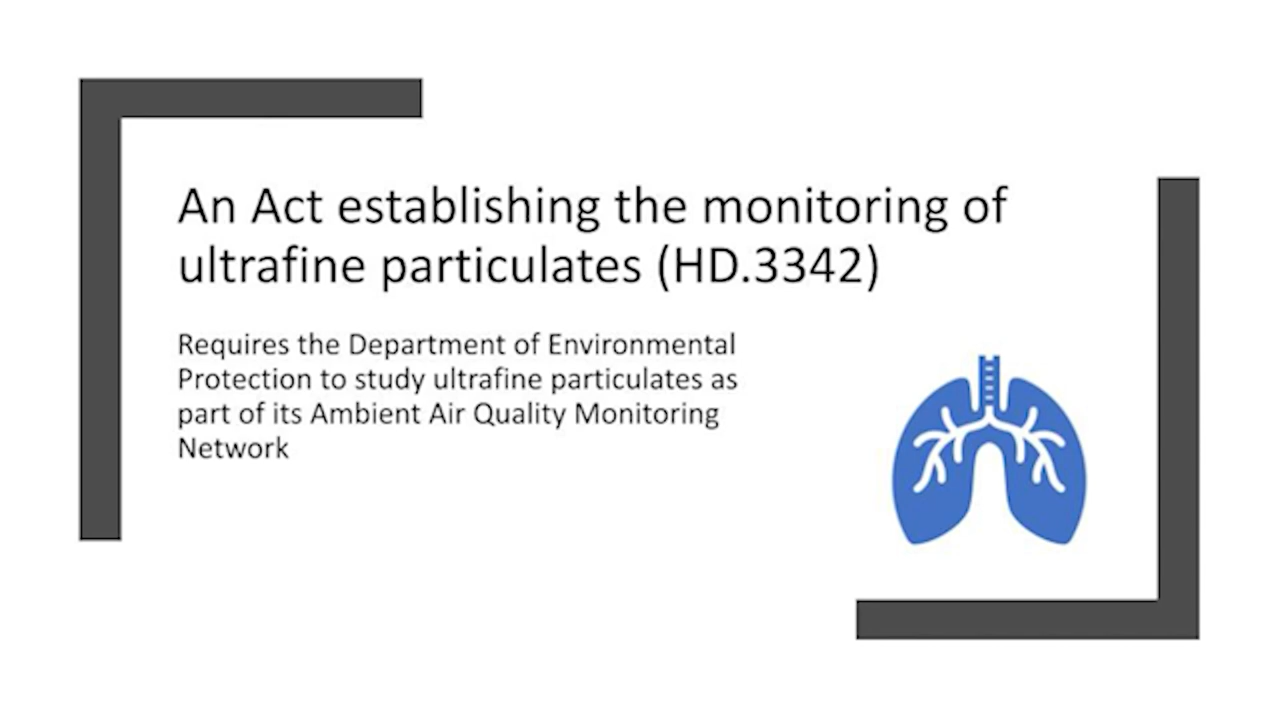 An Act establishing the monitoring of
ultrafine particulates (HD.3342)
Requires the Department of Environmental
Protection to study ultrafine particulates as
part of its Ambient Air Quality Monitoring
Network